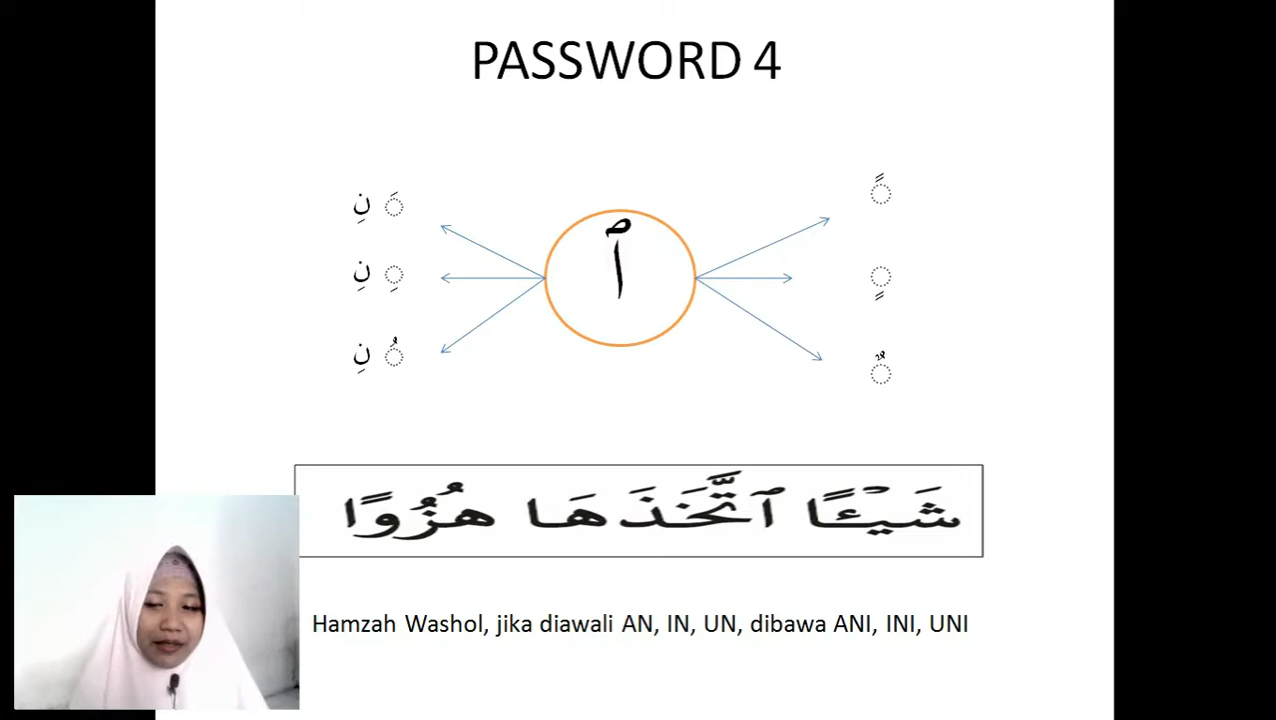 PASSWORD 4
ـَ نِ ٱ ـً
ـِ نِ ـٍ
ـُ نِ ـٌ
شَيْـًٔا ٱتَّخَذَهَا هُزُوًا
Hamzah Washol, jika diawali AN, IN, UN, dibawa ANI, INI, UNI